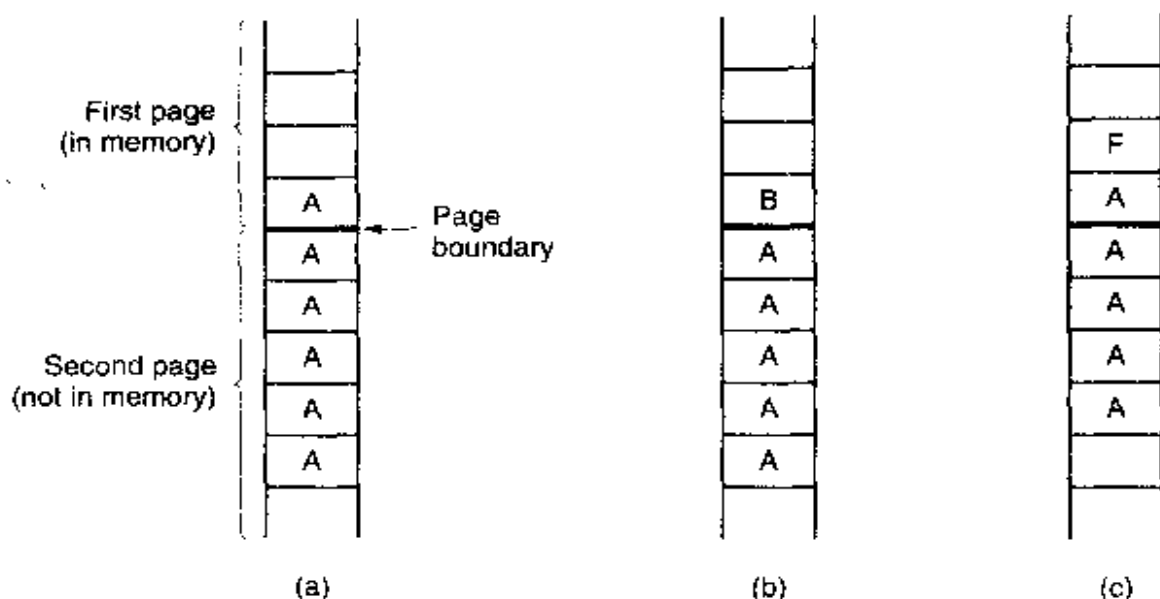 First page
(in memory)
A
Page
boundary
A
A
Second page
(not in memory)
A
A
A
(a)
B
A
A
A
A
A
(b)
F
A
A
A
A
A
(c)